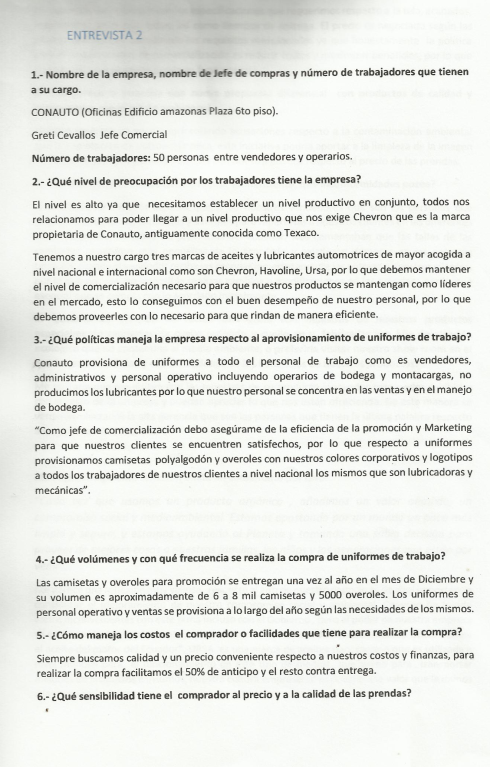 ENTREVISTA 2
1.- Nombre de la empresa, nombre de Jefe de compras y número de trabajadores que tienen
a su cargo.
CONAUTO (Oficinas Edificio amazonas Plaza 6to piso).
Greti Cevallos Jefe Comercial
Número de trabajadores: 50 personas entre vendedores y operarios.
2.- ¿Qué nivel de preocupación por los trabajadores tiene la empresa?
El nivel es alto ya que necesitamos establecer un nivel productivo en conjunto, todos nos
relacionamos para poder llegar a un nivel productivo que nos exige Chevron que es la marca
propietaria de Conauto, antiguamente conocida como Texaco.
Tenemos a nuestro cargo tres marcas de aceites y lubricantes automotrices de mayor acogida a
nivel nacional e internacional como son Chevron, Havoline, Ursa, por lo que debemos mantener
el nivel de comercialización necesario para que nuestros productos se mantengan como líderes
en el mercado, esto lo conseguimos con el buen desempeño de nuestro personal, por lo que
debemos proveerles con lo necesario para que rindan de manera eficiente.
3.- ¿Qué políticas maneja la empresa respecto al aprovisionamiento de uniformes de trabajo?
Conauto provisiona de uniformes a todo el personal de trabajo como es vendedores,
administrativos y personal operativo incluyendo operarios de bodega y montacargas, no
producimos los lubricantes por lo que nuestro personal se concentra en las ventas y en el manejo
de bodega.
"Como jefe de comercialización debo asegúrame de la eficiencia de la promoción y Marketing
para que nuestros clientes se encuentren satisfechos, por lo que respecto a uniformes
provisionamos camisetas polyalgodón y overoles con nuestros colores corporativos y logotipos
a todos los trabajadores de nuestros clientes a nivel nacional los mismos que son lubricadoras y
mecánicas".
4.- ¿Qué volúmenes y con qué frecuencia se realiza la compra de uniformes de trabajo?
Las camisetas y overoles para promoción se entregan una vez al año en el mes de Diciembre y
su volumen es aproximadamente de 6 a 8 mil camisetas y 5000 overoles. Los uniformes de
personal operativo y ventas se provisiona a lo largo del año según las necesidades de los mismos.
5.- ¿Cómo maneja los costos el comprador o facilidades que tiene para realizar la compra?
Siempre buscamos calidad y un precio conveniente respecto a nuestros costos y finanzas, para
realizar la compra facilitamos el 50% de anticipo y el resto contra entrega.
6.- ¿Qué sensibilidad tiene el comprador al precio y a la calidad de las prendas?